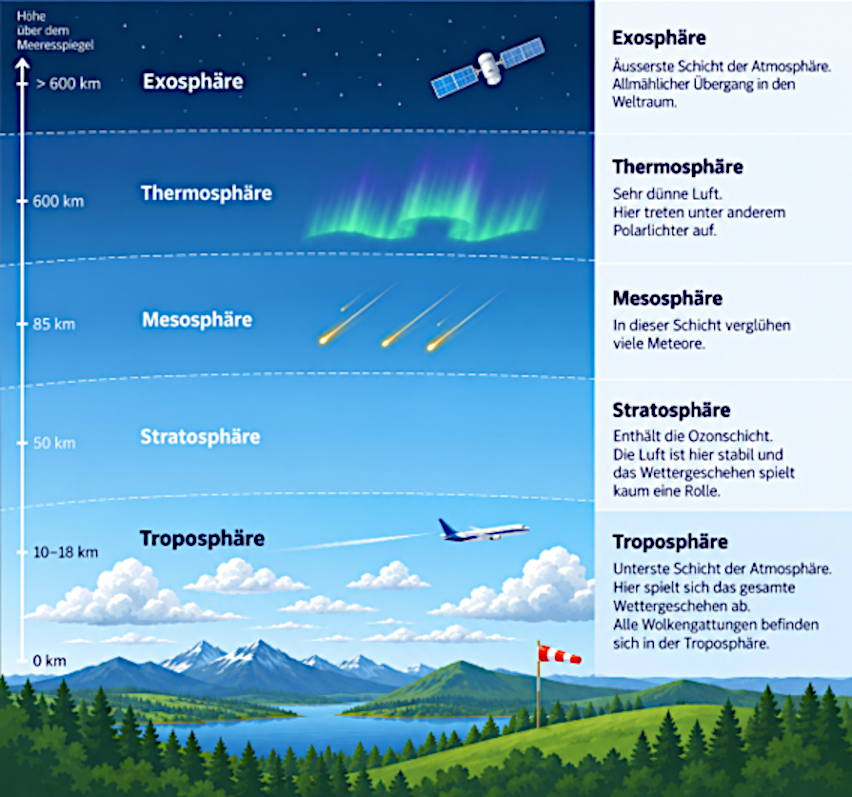 Höhe
über dem
Meeresspiegel
> 600 km
Exosphäre
Exosphäre
Äusserste Schicht der Atmosphäre.
Allmählicher Übergang in den
Weltraum.
600 km
Thermosphäre
Thermosphäre
Sehr dünne Luft.
Hier treten unter anderem
Polarlichter auf.
85 km
Mesosphäre
Mesosphäre
In dieser Schicht verglühen
viele Meteore.
50 km
Stratosphäre
Stratosphäre
Enthält die Ozonschicht.
Die Luft ist hier stabil und
das Wettergeschehen spielt
kaum eine Rolle.
10–18 km
Troposphäre
Troposphäre
Unterste Schicht der Atmosphäre.
Hier spielt sich das gesamte
Wettergeschehen ab.
Alle Wolkengattungen befinden
sich in der Troposphäre.
0 km